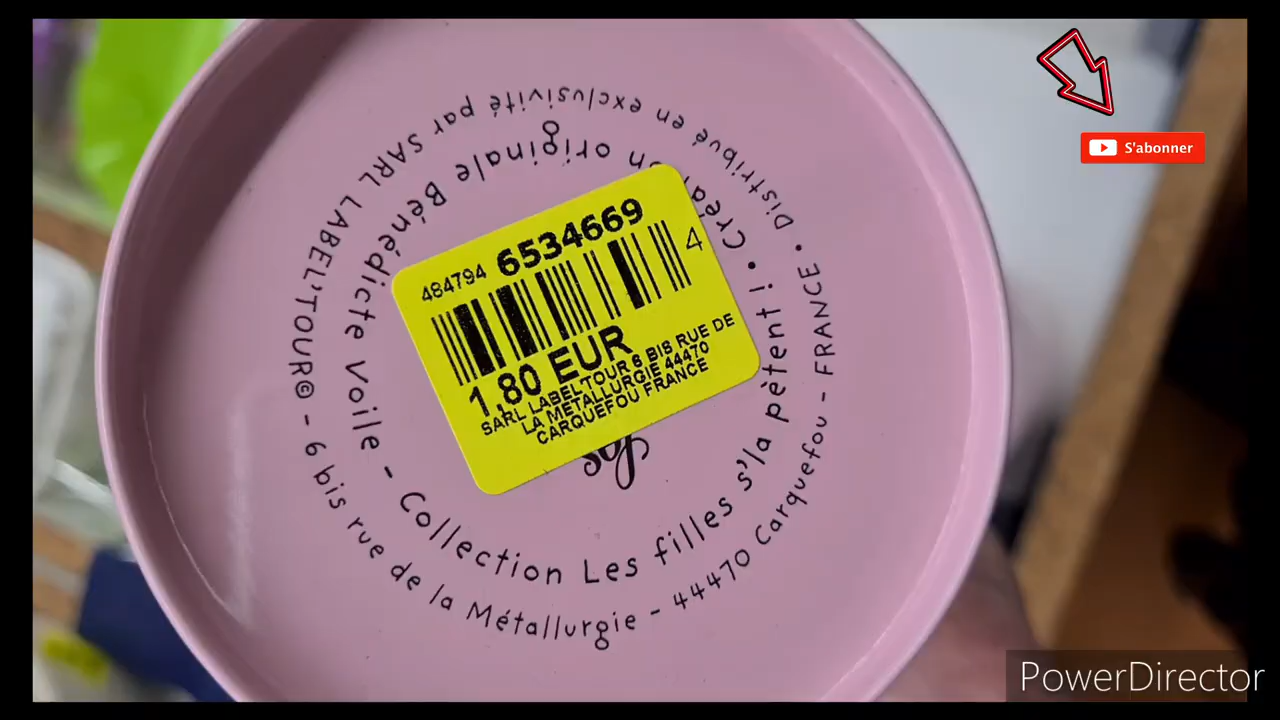 S'abonner
Distribué en exclusivité par SARL LABEL'TOUR© - 6 bis rue de la Métallurgie - 44470 Carquefou - FRANCE •
originale Bénédicte Voile - Collection Les filles s'la pètent ! •
484794 6534669 4
1,80 EUR
SARL LABEL TOUR 6 BIS RUE DE
LA METALLURGIE 44470
CARQUEFOU FRANCE
PowerDirector